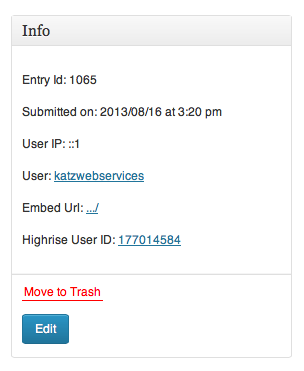 Info
Entry Id: 1065
Submitted on: 2013/08/16 at 3:20 pm
User IP: ::1
User: katzwebservices
Embed Url: .../
Highrise User ID: 177014584
Move to Trash
Edit